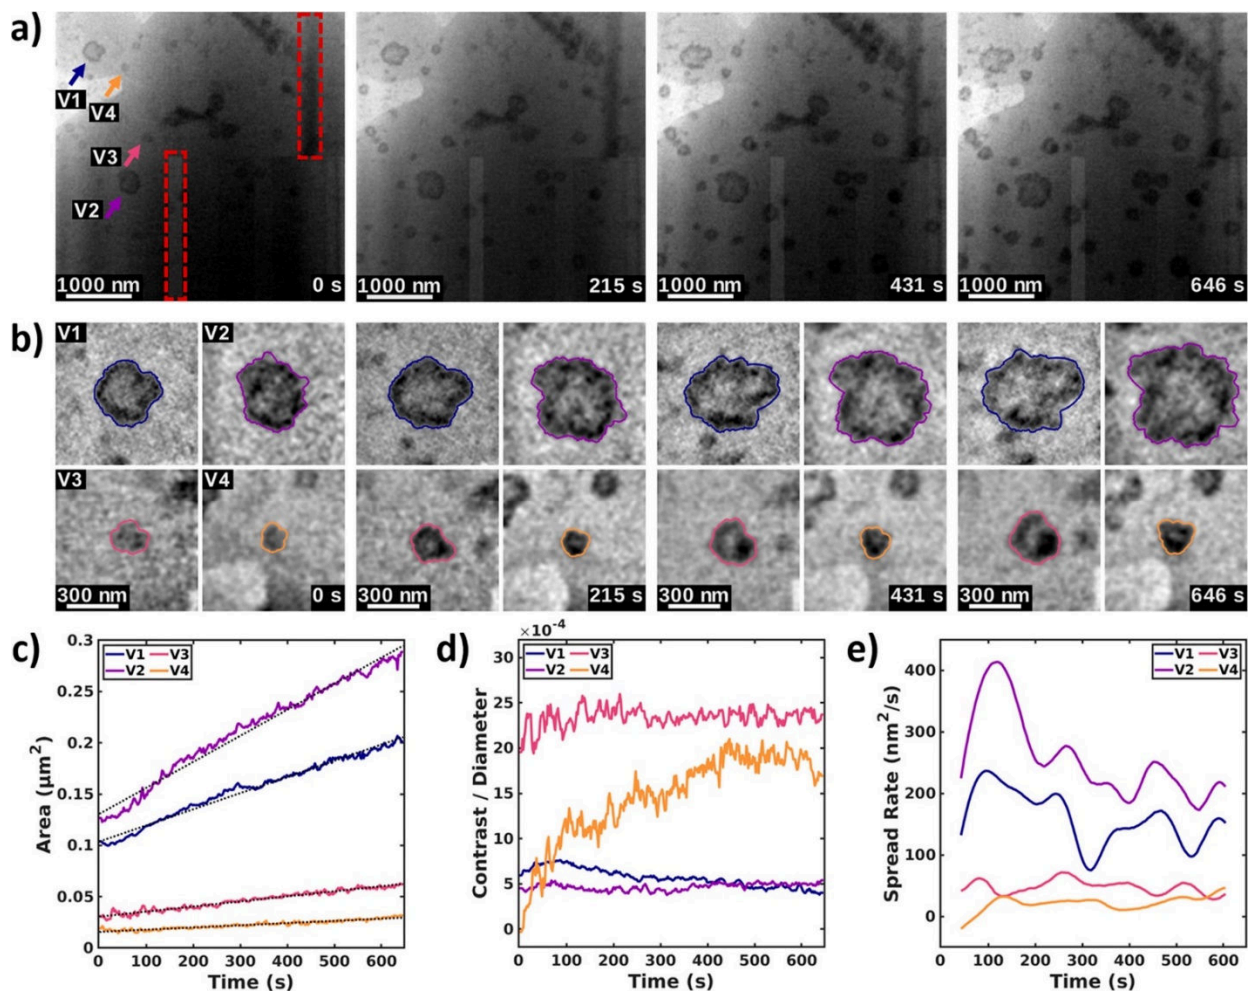 a)
V1
V4
V3
V2
1000 nm 0 s
1000 nm 215 s
1000 nm 431 s
1000 nm 646 s
b)
V1 V2
V3 V4
300 nm 0 s
300 nm 215 s
300 nm 431 s
300 nm 646 s
c)
V1 V3
V2 V4
0.3
0.25
0.2
0.15
0.1
0.05
0
Area (μm²)
0 100 200 300 400 500 600
Time (s)
d)
×10⁻⁴
V1 V3
V2 V4
30
25
20
15
10
5
0
Contrast / Diameter
0 100 200 300 400 500 600
Time (s)
e)
V1 V3
V2 V4
400
300
200
100
0
Spread Rate (nm²/s)
0 100 200 300 400 500 600
Time (s)